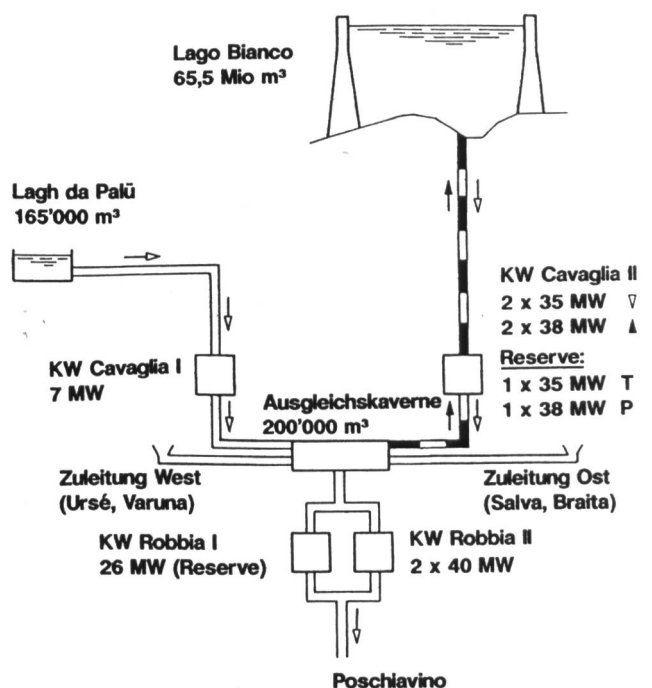 Lago Bianco
65,5 Mio m³
Lagh da Palü
165'000 m³
KW Cavaglia II
2 x 35 MW ▽
2 x 38 MW ▲
Reserve:
1 x 35 MW T
1 x 38 MW P
KW Cavaglia I
7 MW
Ausgleichskaverne
200'000 m³
Zuleitung West
(Ursé, Varuna)
Zuleitung Ost
(Salva, Braita)
KW Robbia I
26 MW (Reserve)
KW Robbia II
2 x 40 MW
Poschiavino